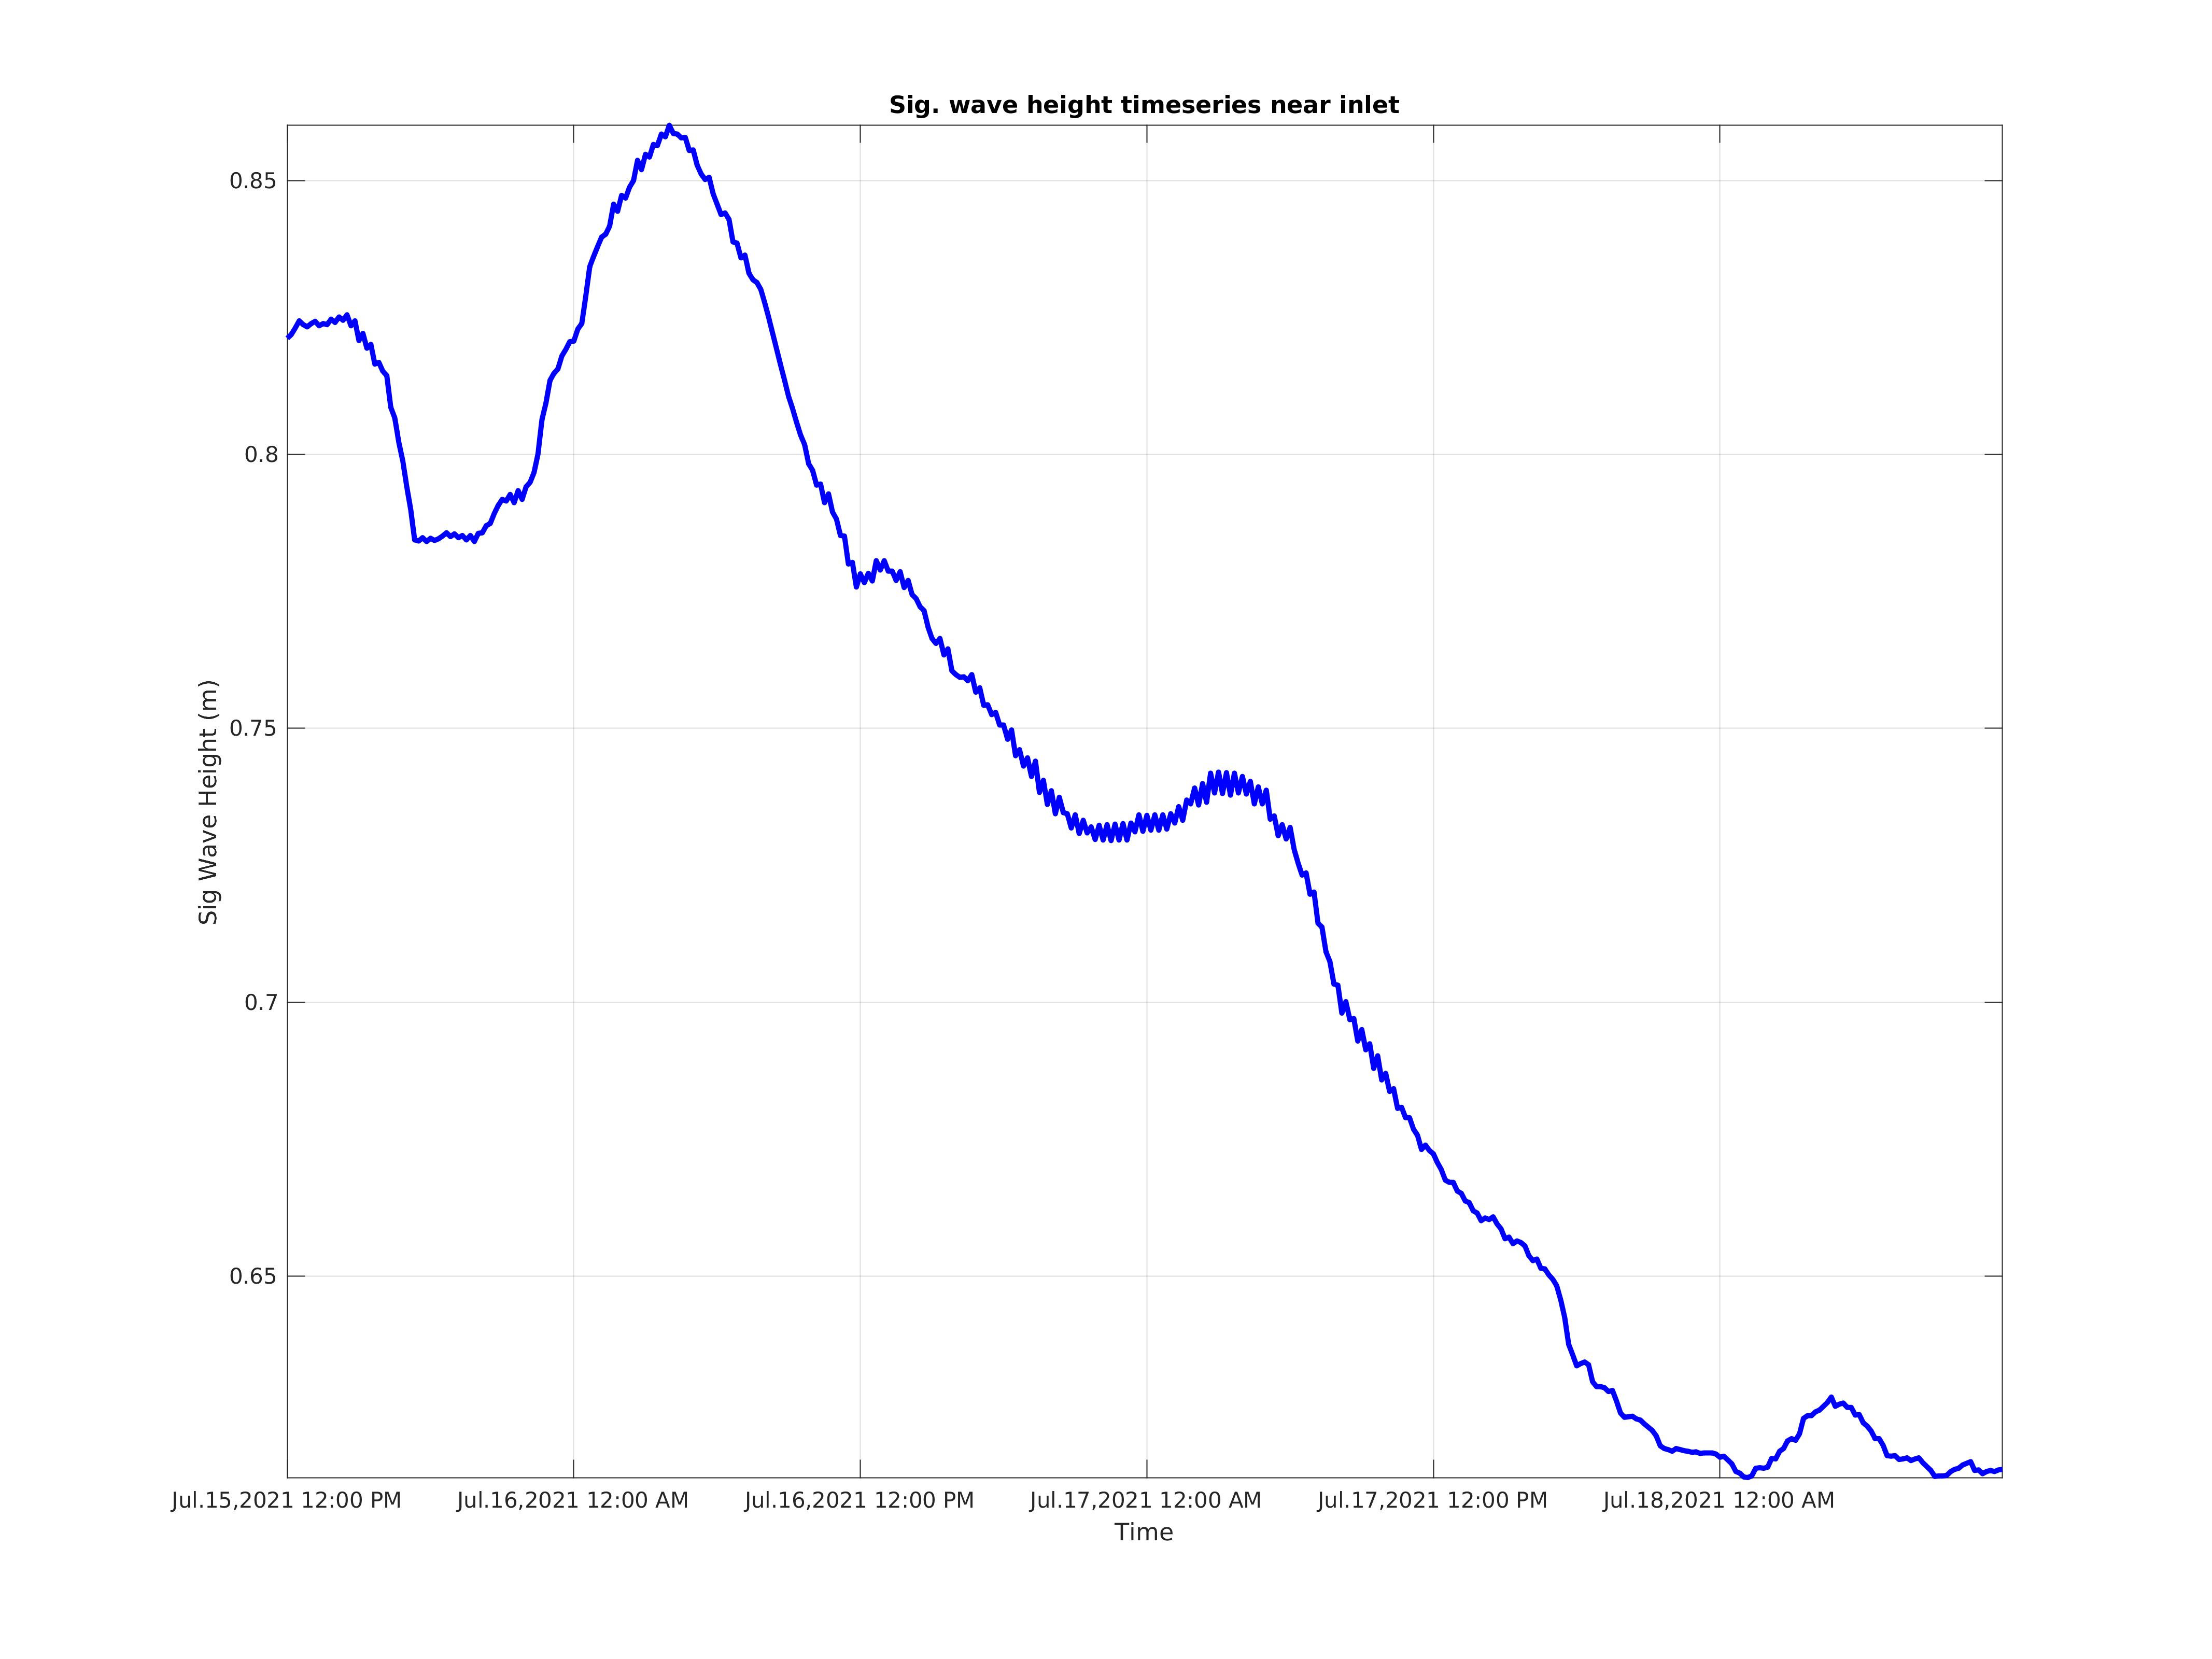 Sig. wave height timeseries near inlet
0.85
0.8
0.75
0.7
0.65
Sig Wave Height (m)
Jul.15,2021 12:00 PM
Jul.16,2021 12:00 AM
Jul.16,2021 12:00 PM
Jul.17,2021 12:00 AM
Jul.17,2021 12:00 PM
Jul.18,2021 12:00 AM
Time